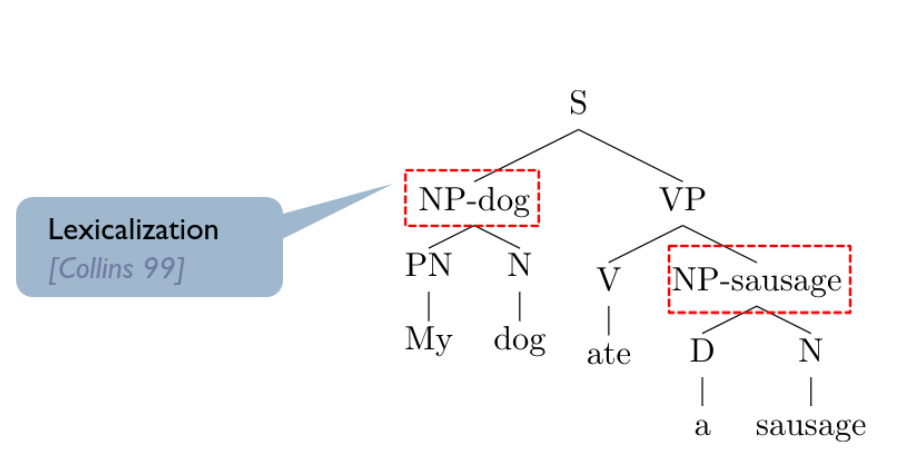 S
Lexicalization
[Collins 99]
NP-dog
VP
PN
N
V
NP-sausage
My
dog
ate
D
N
a
sausage